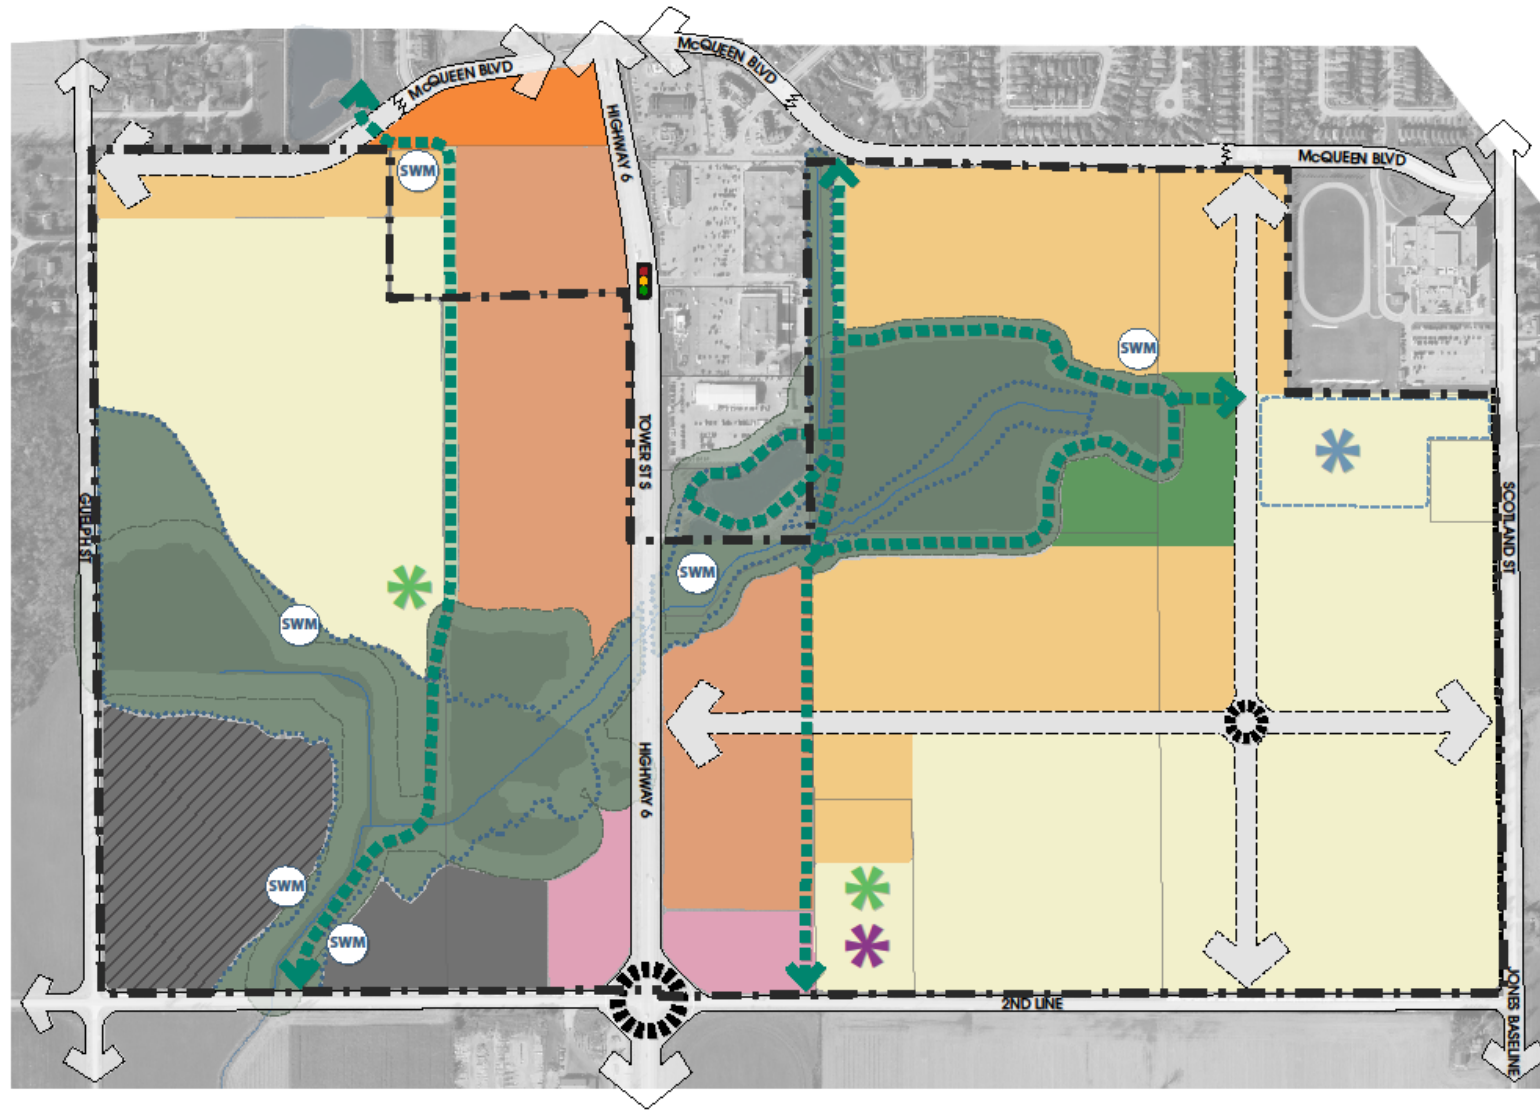 McQUEEN BLVD
McQUEEN BLVD
HIGHWAY 6
McQUEEN BLVD
SWM
SWM
TOWER ST S
GUELPH ST
SCOTLAND ST
SWM
SWM
HIGHWAY 6
SWM
SWM
2ND LINE
JONES BASELINE